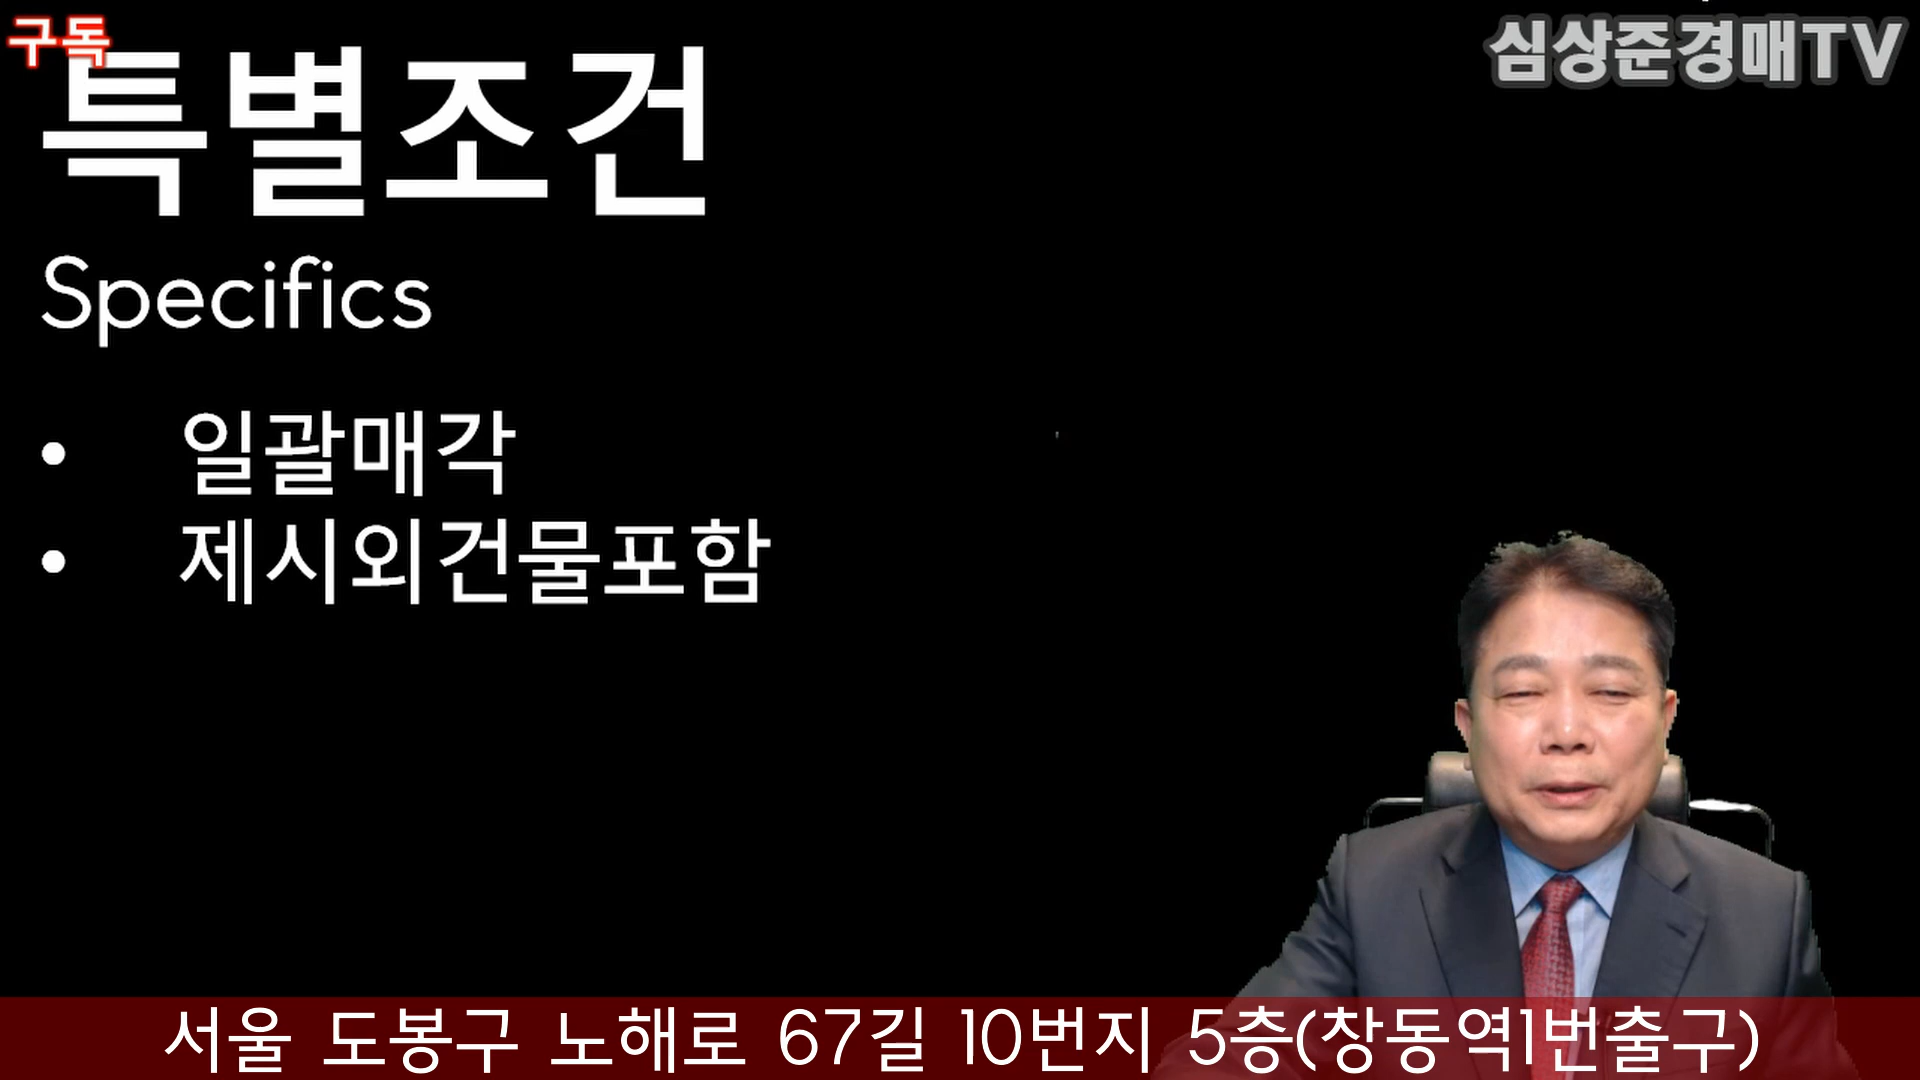 구독
심상준경매TV
특별조건
Specifics
• 일괄매각
• 제시외건물포함
서울 도봉구 노해로 67길 10번지 5층(창동역1번출구)